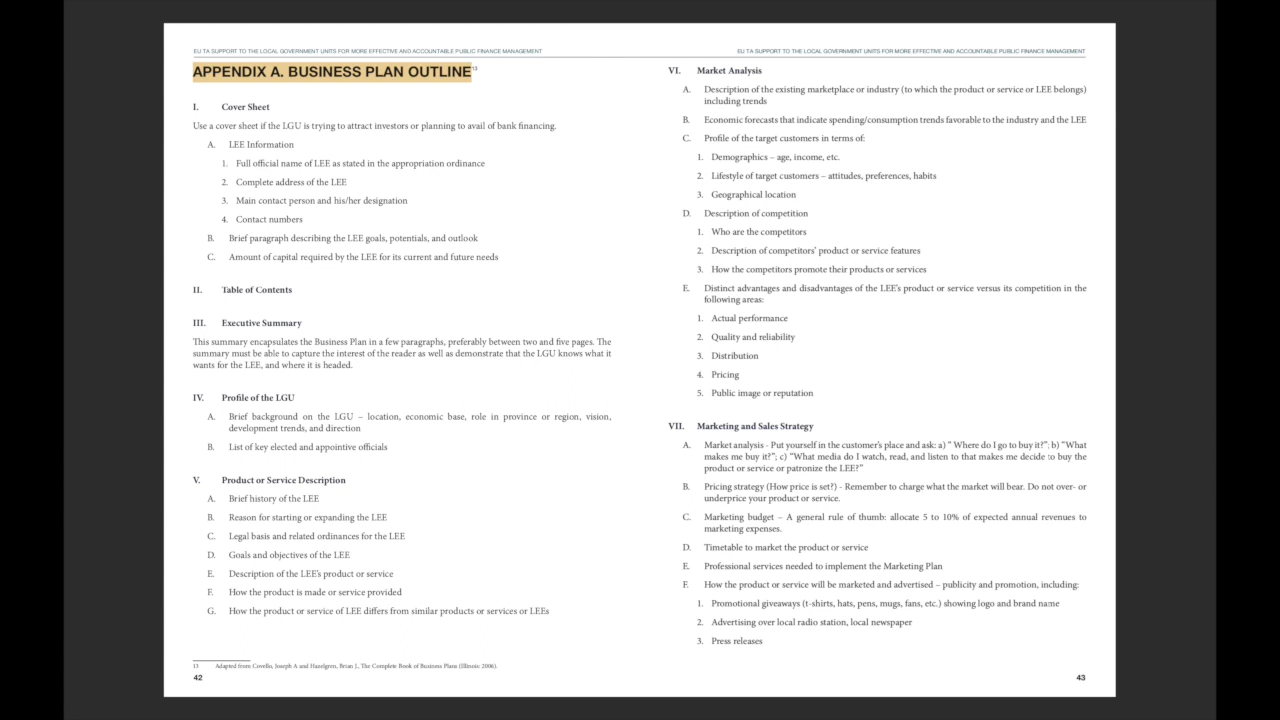 EU TA SUPPORT TO THE LOCAL GOVERNMENT UNITS FOR MORE EFFECTIVE AND ACCOUNTABLE PUBLIC FINANCE MANAGEMENT
APPENDIX A. BUSINESS PLAN OUTLINE13
I. Cover Sheet
Use a cover sheet if the LGU is trying to attract investors or planning to avail of bank financing.
A. LEE Information
1. Full official name of LEE as stated in the appropriation ordinance
2. Complete address of the LEE
3. Main contact person and his/her designation
4. Contact numbers
B. Brief paragraph describing the LEE goals, potentials, and outlook
C. Amount of capital required by the LEE for its current and future needs
II. Table of Contents
III. Executive Summary
This summary encapsulates the Business Plan in a few paragraphs, preferably between two and five pages. The
summary must be able to capture the interest of the reader as well as demonstrate that the LGU knows what it
wants for the LEE, and where it is headed.
IV. Profile of the LGU
A. Brief background on the LGU – location, economic base, role in province or region, vision,
development trends, and direction
B. List of key elected and appointive officials
V. Product or Service Description
A. Brief history of the LEE
B. Reason for starting or expanding the LEE
C. Legal basis and related ordinances for the LEE
D. Goals and objectives of the LEE
E. Description of the LEE's product or service
F. How the product is made or service provided
G. How the product or service of LEE differs from similar products or services or LEEs
13 Adapted from Covello, Joseph A and Hazelgren, Brian J., The Complete Book of Business Plans (Illinois: 2006).
42
EU TA SUPPORT TO THE LOCAL GOVERNMENT UNITS FOR MORE EFFECTIVE AND ACCOUNTABLE PUBLIC FINANCE MANAGEMENT
VI. Market Analysis
A. Description of the existing marketplace or industry (to which the product or service or LEE belongs)
including trends
B. Economic forecasts that indicate spending/consumption trends favorable to the industry and the LEE
C. Profile of the target customers in terms of:
1. Demographics – age, income, etc.
2. Lifestyle of target customers – attitudes, preferences, habits
3. Geographical location
D. Description of competition
1. Who are the competitors
2. Description of competitors' product or service features
3. How the competitors promote their products or services
E. Distinct advantages and disadvantages of the LEE's product or service versus its competition in the
following areas:
1. Actual performance
2. Quality and reliability
3. Distribution
4. Pricing
5. Public image or reputation
VII. Marketing and Sales Strategy
A. Market analysis - Put yourself in the customer's place and ask: a) " Where do I go to buy it?"; b) "What
makes me buy it?"; c) "What media do I watch, read, and listen to that makes me decide to buy the
product or service or patronize the LEE?"
B. Pricing strategy (How price is set?) - Remember to charge what the market will bear. Do not over- or
underprice your product or service.
C. Marketing budget – A general rule of thumb: allocate 5 to 10% of expected annual revenues to
marketing expenses.
D. Timetable to market the product or service
E. Professional services needed to implement the Marketing Plan
F. How the product or service will be marketed and advertised – publicity and promotion, including:
1. Promotional giveaways (t-shirts, hats, pens, mugs, fans, etc.) showing logo and brand name
2. Advertising over local radio station, local newspaper
3. Press releases
43